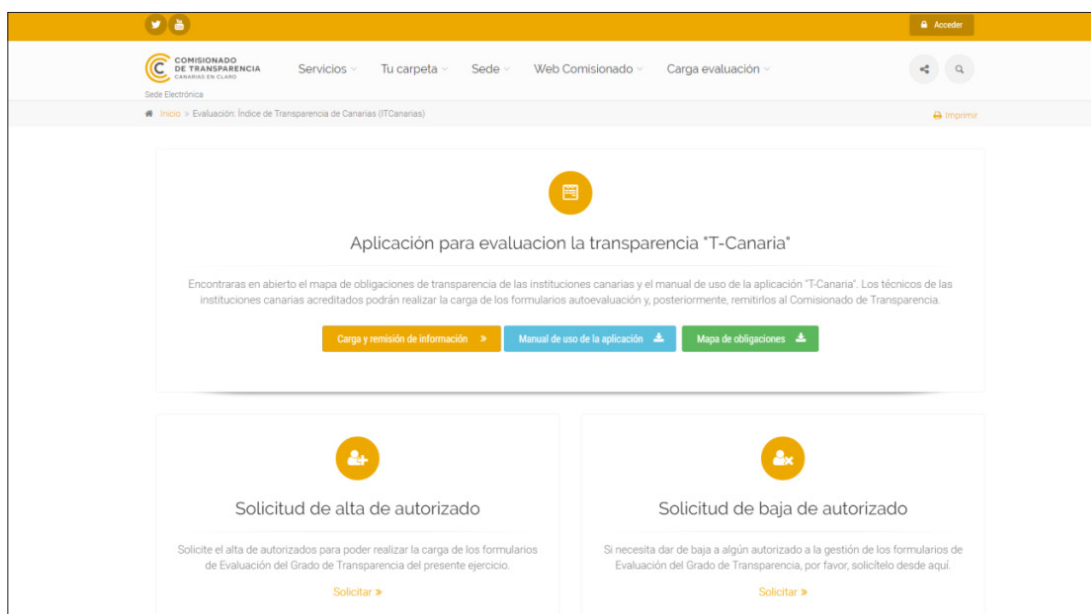 Acceder
COMISIONADO
DE TRANSPARENCIA
CANARIAS EN CLARO
Servicios
Tu carpeta
Sede
Web Comisionado
Carga evaluación
Sede Electrónica
Inicio » Evaluación: Índice de Transparencia de Canarias (ITCanarias)
Imprimir
Aplicación para evaluacion la transparencia "T-Canaria"
Encontraras en abierto el mapa de obligaciones de transparencia de las instituciones canarias y el manual de uso de la aplicación "T-Canaria". Los técnicos de las
instituciones canarias acreditados podrán realizar la carga de los formularios autoevaluación y, posteriormente, remitirlos al Comisionado de Transparencia.
Carga y remisión de información »
Manual de uso de la aplicación
Mapa de obligaciones
Solicitud de alta de autorizado
Solicite el alta de autorizados para poder realizar la carga de los formularios
de Evaluación del Grado de Transparencia del presente ejercicio.
Solicitar »
Solicitud de baja de autorizado
Si necesita dar de baja a algún autorizado a la gestión de los formularios de
Evaluación del Grado de Transparencia, por favor, solicítelo desde aquí.
Solicitar »